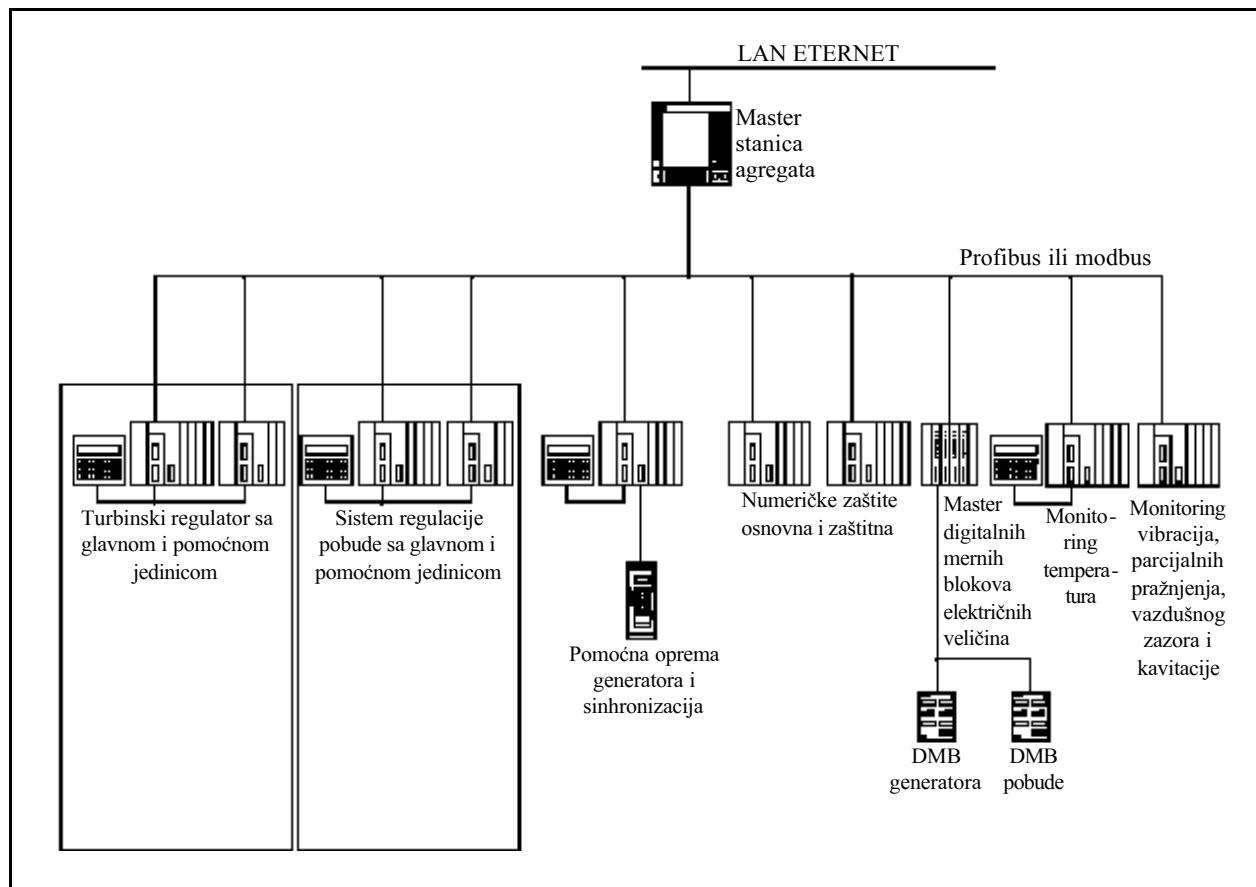 LAN ETERNET
Master
stanica
agregata
Profibus ili modbus
Turbinski regulator sa
glavnom i pomoćnom
jedinicom
Sistem regulacije
pobude sa glavnom i
pomoćnom jedinicom
Pomoćna oprema
generatora i
sinhronizacija
Numeričke zaštite
osnovna i zaštitna
Master
digitalnih
mernih
blokova
električnih
veličina
Monito-
ring
tempera-
tura
Monitoring
vibracija,
parcijalnih
pražnjenja,
vazdušnog
zazora i
kavitacije
DMB
generatora
DMB
pobude